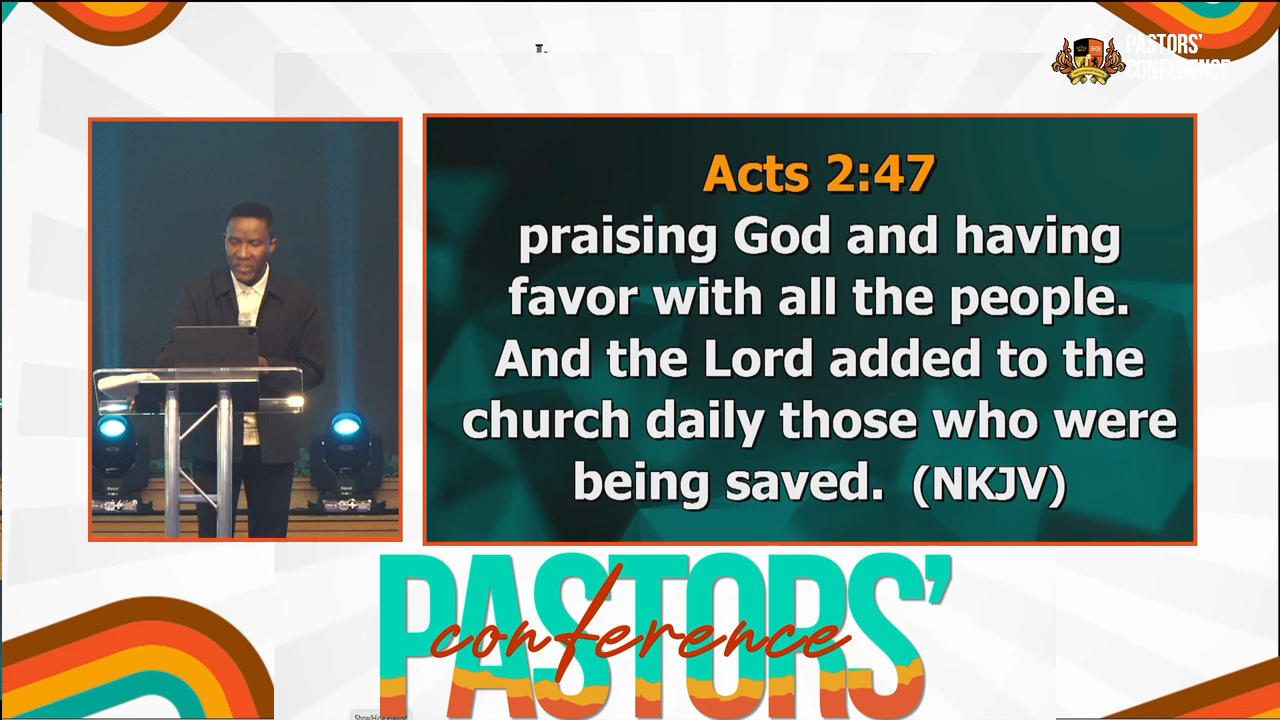 PASTORS'
CONFERENCE
Acts 2:47
praising God and having
favor with all the people.
And the Lord added to the
church daily those who were
being saved. (NKJV)
PASTORS'
conference